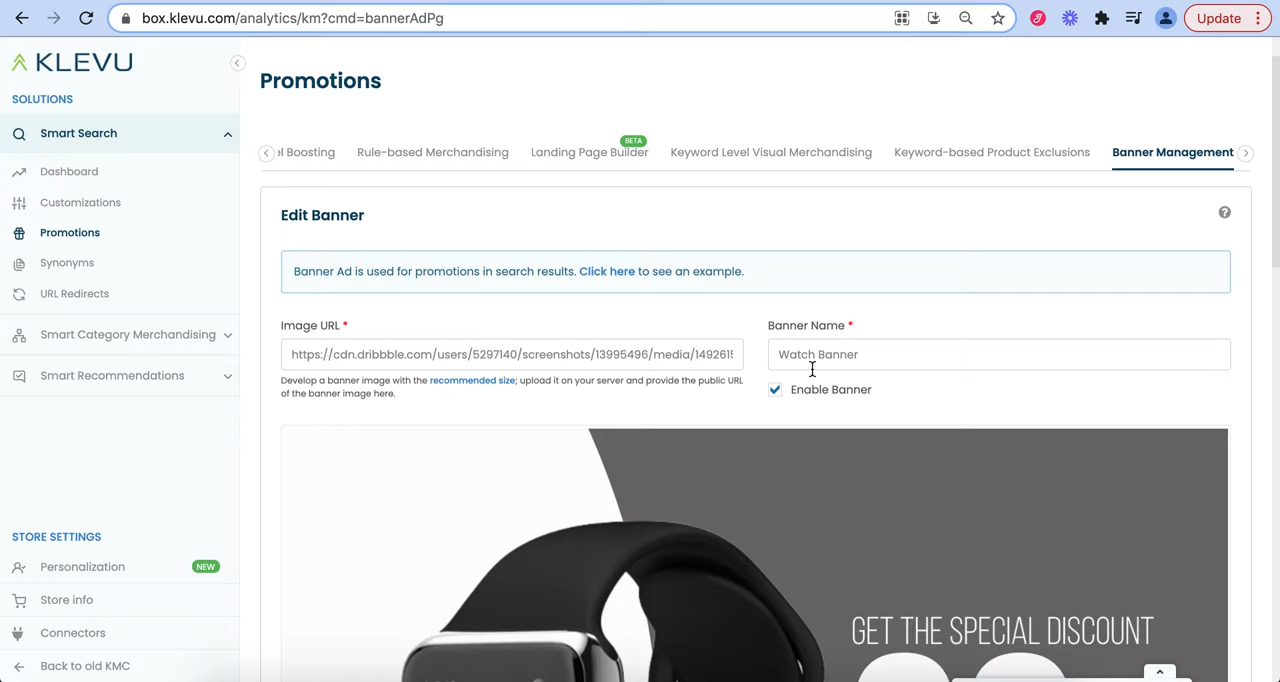 box.klevu.com/analytics/km?cmd=bannerAdPg
Update
KLEVU
SOLUTIONS
Smart Search
Dashboard
Customizations
Promotions
Synonyms
URL Redirects
Smart Category Merchandising
Smart Recommendations
STORE SETTINGS
Personalization NEW
Store info
Connectors
Back to old KMC
Promotions
BETA
el Boosting Rule-based Merchandising Landing Page Builder Keyword Level Visual Merchandising Keyword-based Product Exclusions Banner Management
Edit Banner
Banner Ad is used for promotions in search results. Click here to see an example.
Image URL * Banner Name *
https://cdn.dribbble.com/users/5297140/screenshots/13995496/media/149261 Watch Banner
Develop a banner image with the recommended size; upload it on your server and provide the public URL
of the banner image here.
Enable Banner
GET THE SPECIAL DISCOUNT